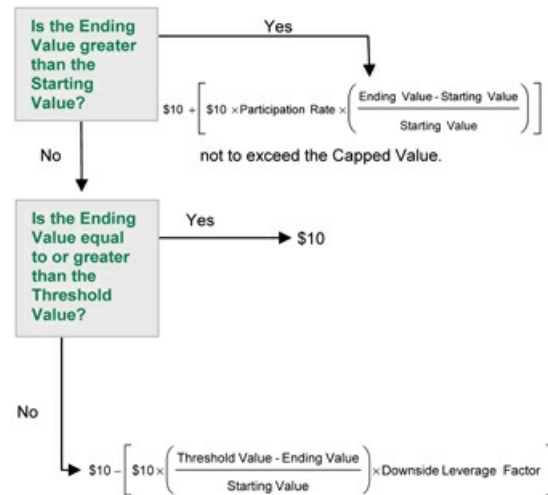 Is the Ending
Value greater
than the
Starting
Value?
Yes
$10 + [ $10 ×Participation Rate × ( Ending Value - Starting Value / Starting Value ) ]
not to exceed the Capped Value.
No
Is the Ending
Value equal
to or greater
than the
Threshold
Value?
Yes
$10
No
$10 − [ $10 × ( Threshold Value - Ending Value / Starting Value ) ×Downside Leverage Factor